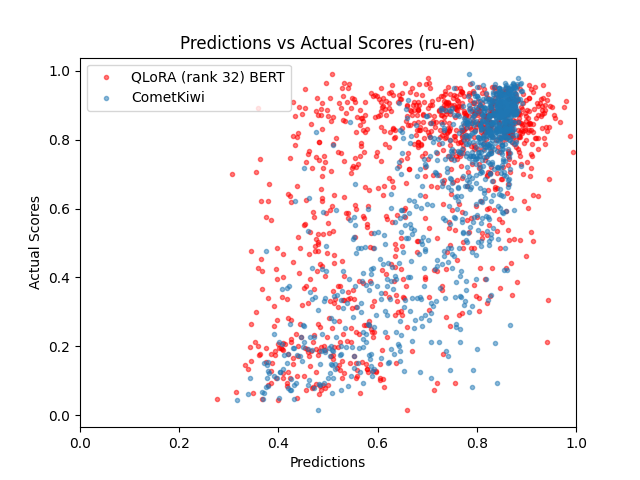 Predictions vs Actual Scores (ru-en)
QLoRA (rank 32) BERT
CometKiwi
Actual Scores
1.0
0.8
0.6
0.4
0.2
0.0
0.0 0.2 0.4 0.6 0.8 1.0
Predictions